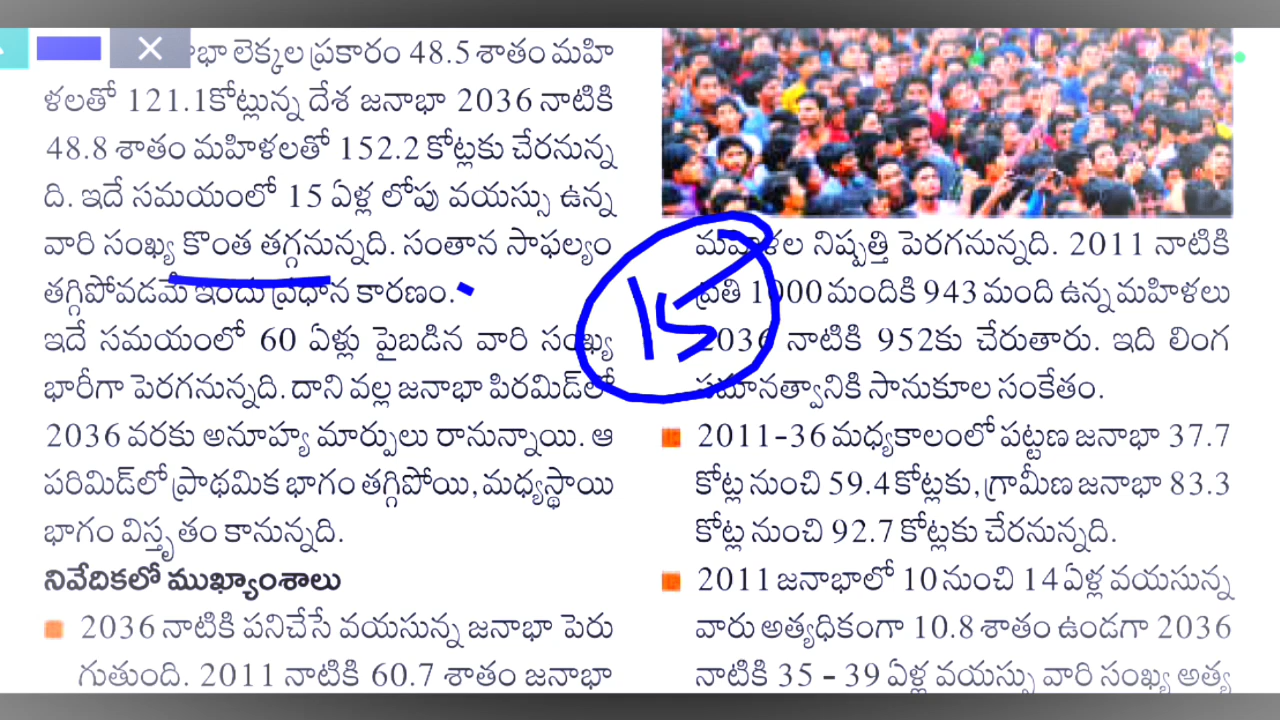 లెక్కల ప్రకారం 48.5 శాతం మహి
ళలతో 121.1కోట్లున్న దేశ జనాభా 2036 నాటికి
48.8 శాతం మహిళలతో 152.2 కోట్లకు చేరనున్న
ది. ఇదే సమయంలో 15 ఏళ్ల లోపు వయస్సు ఉన్న
వారి సంఖ్య కొంత తగ్గనున్నది. సంతాన సాఫల్యం
తగ్గిపోవడమే ఇందు ప్రధాన కారణం.
ఇదే సమయంలో 60 ఏళ్లు పైబడిన వారి సంఖ్య
భారీగా పెరగనున్నది. దాని వల్ల జనాభా పిరమిడ్‌లో
2036 వరకు అనూహ్య మార్పులు రానున్నాయి. ఆ
పరిమిడ్‌లో ప్రాథమిక భాగం తగ్గిపోయి, మధ్యస్థాయి
భాగం విస్తృతం కానున్నది.
నివేదికలో ముఖ్యాంశాలు
2036 నాటికి పనిచేసే వయసున్న జనాభా పెరు
గుతుంది. 2011 నాటికి 60.7 శాతం జనాభా
15
మహిళల నిష్పత్తి పెరగనున్నది. 2011 నాటికి
ప్రతి 1000 మందికి 943 మంది ఉన్న మహిళలు
2036 నాటికి 952కు చేరుతారు. ఇది లింగ
సమానత్వానికి సానుకూల సంకేతం.
2011-36 మధ్యకాలంలో పట్టణ జనాభా 37.7
కోట్ల నుంచి 59.4 కోట్లకు, గ్రామీణ జనాభా 83.3
కోట్ల నుంచి 92.7 కోట్లకు చేరనున్నది.
2011 జనాభాలో 10 నుంచి 14 ఏళ్ల వయసున్న
వారు అత్యధికంగా 10.8 శాతం ఉండగా 2036
నాటికి 35 - 39 ఏళ్ల వయస్సు వారి సంఖ్య అత్య